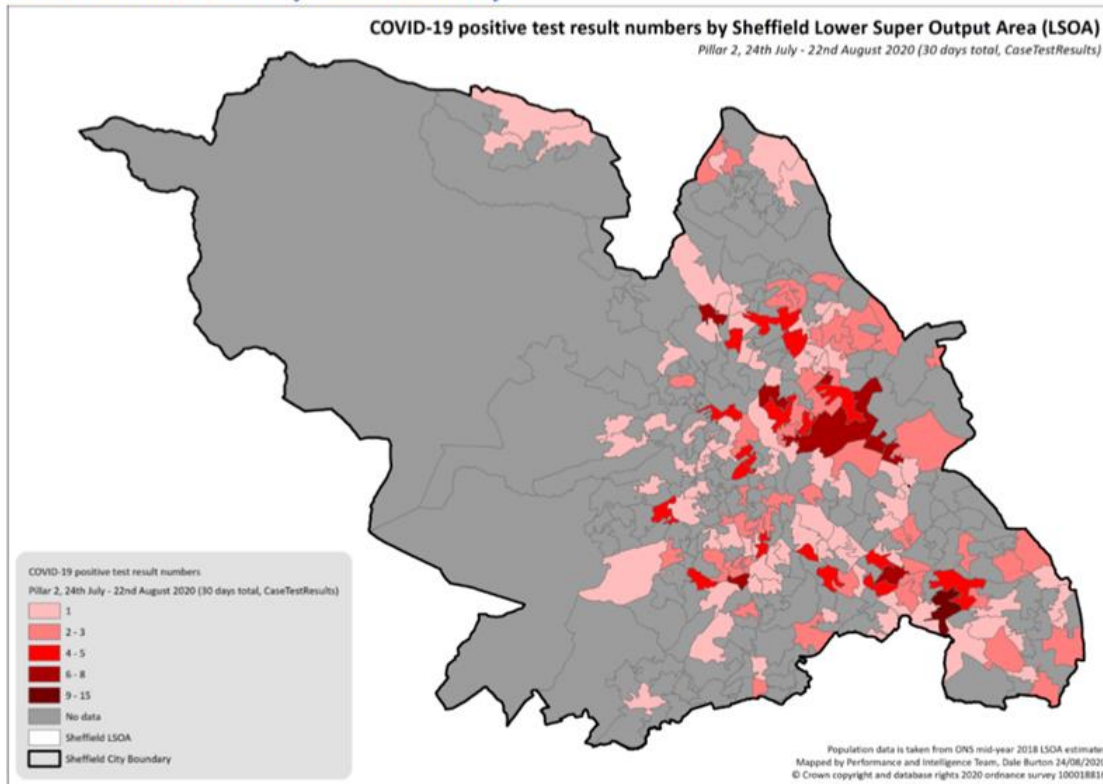 COVID-19 positive test result numbers by Sheffield Lower Super Output Area (LSOA)
Pillar 2, 24th July - 22nd August 2020 (30 days total, CaseTestResults)
COVID-19 positive test result numbers
Pillar 2, 24th July - 22nd August 2020 (30 days total, CaseTestResults)
1
2 - 3
4 - 5
6 - 8
9 - 15
No data
Sheffield LSOA
Sheffield City Boundary
Population data is taken from ONS mid-year 2018 LSOA estimate
Mapped by Performance and Intelligence Team, Dale Burton 24/08/2020
© Crown copyright and database rights 2020 ordnance survey